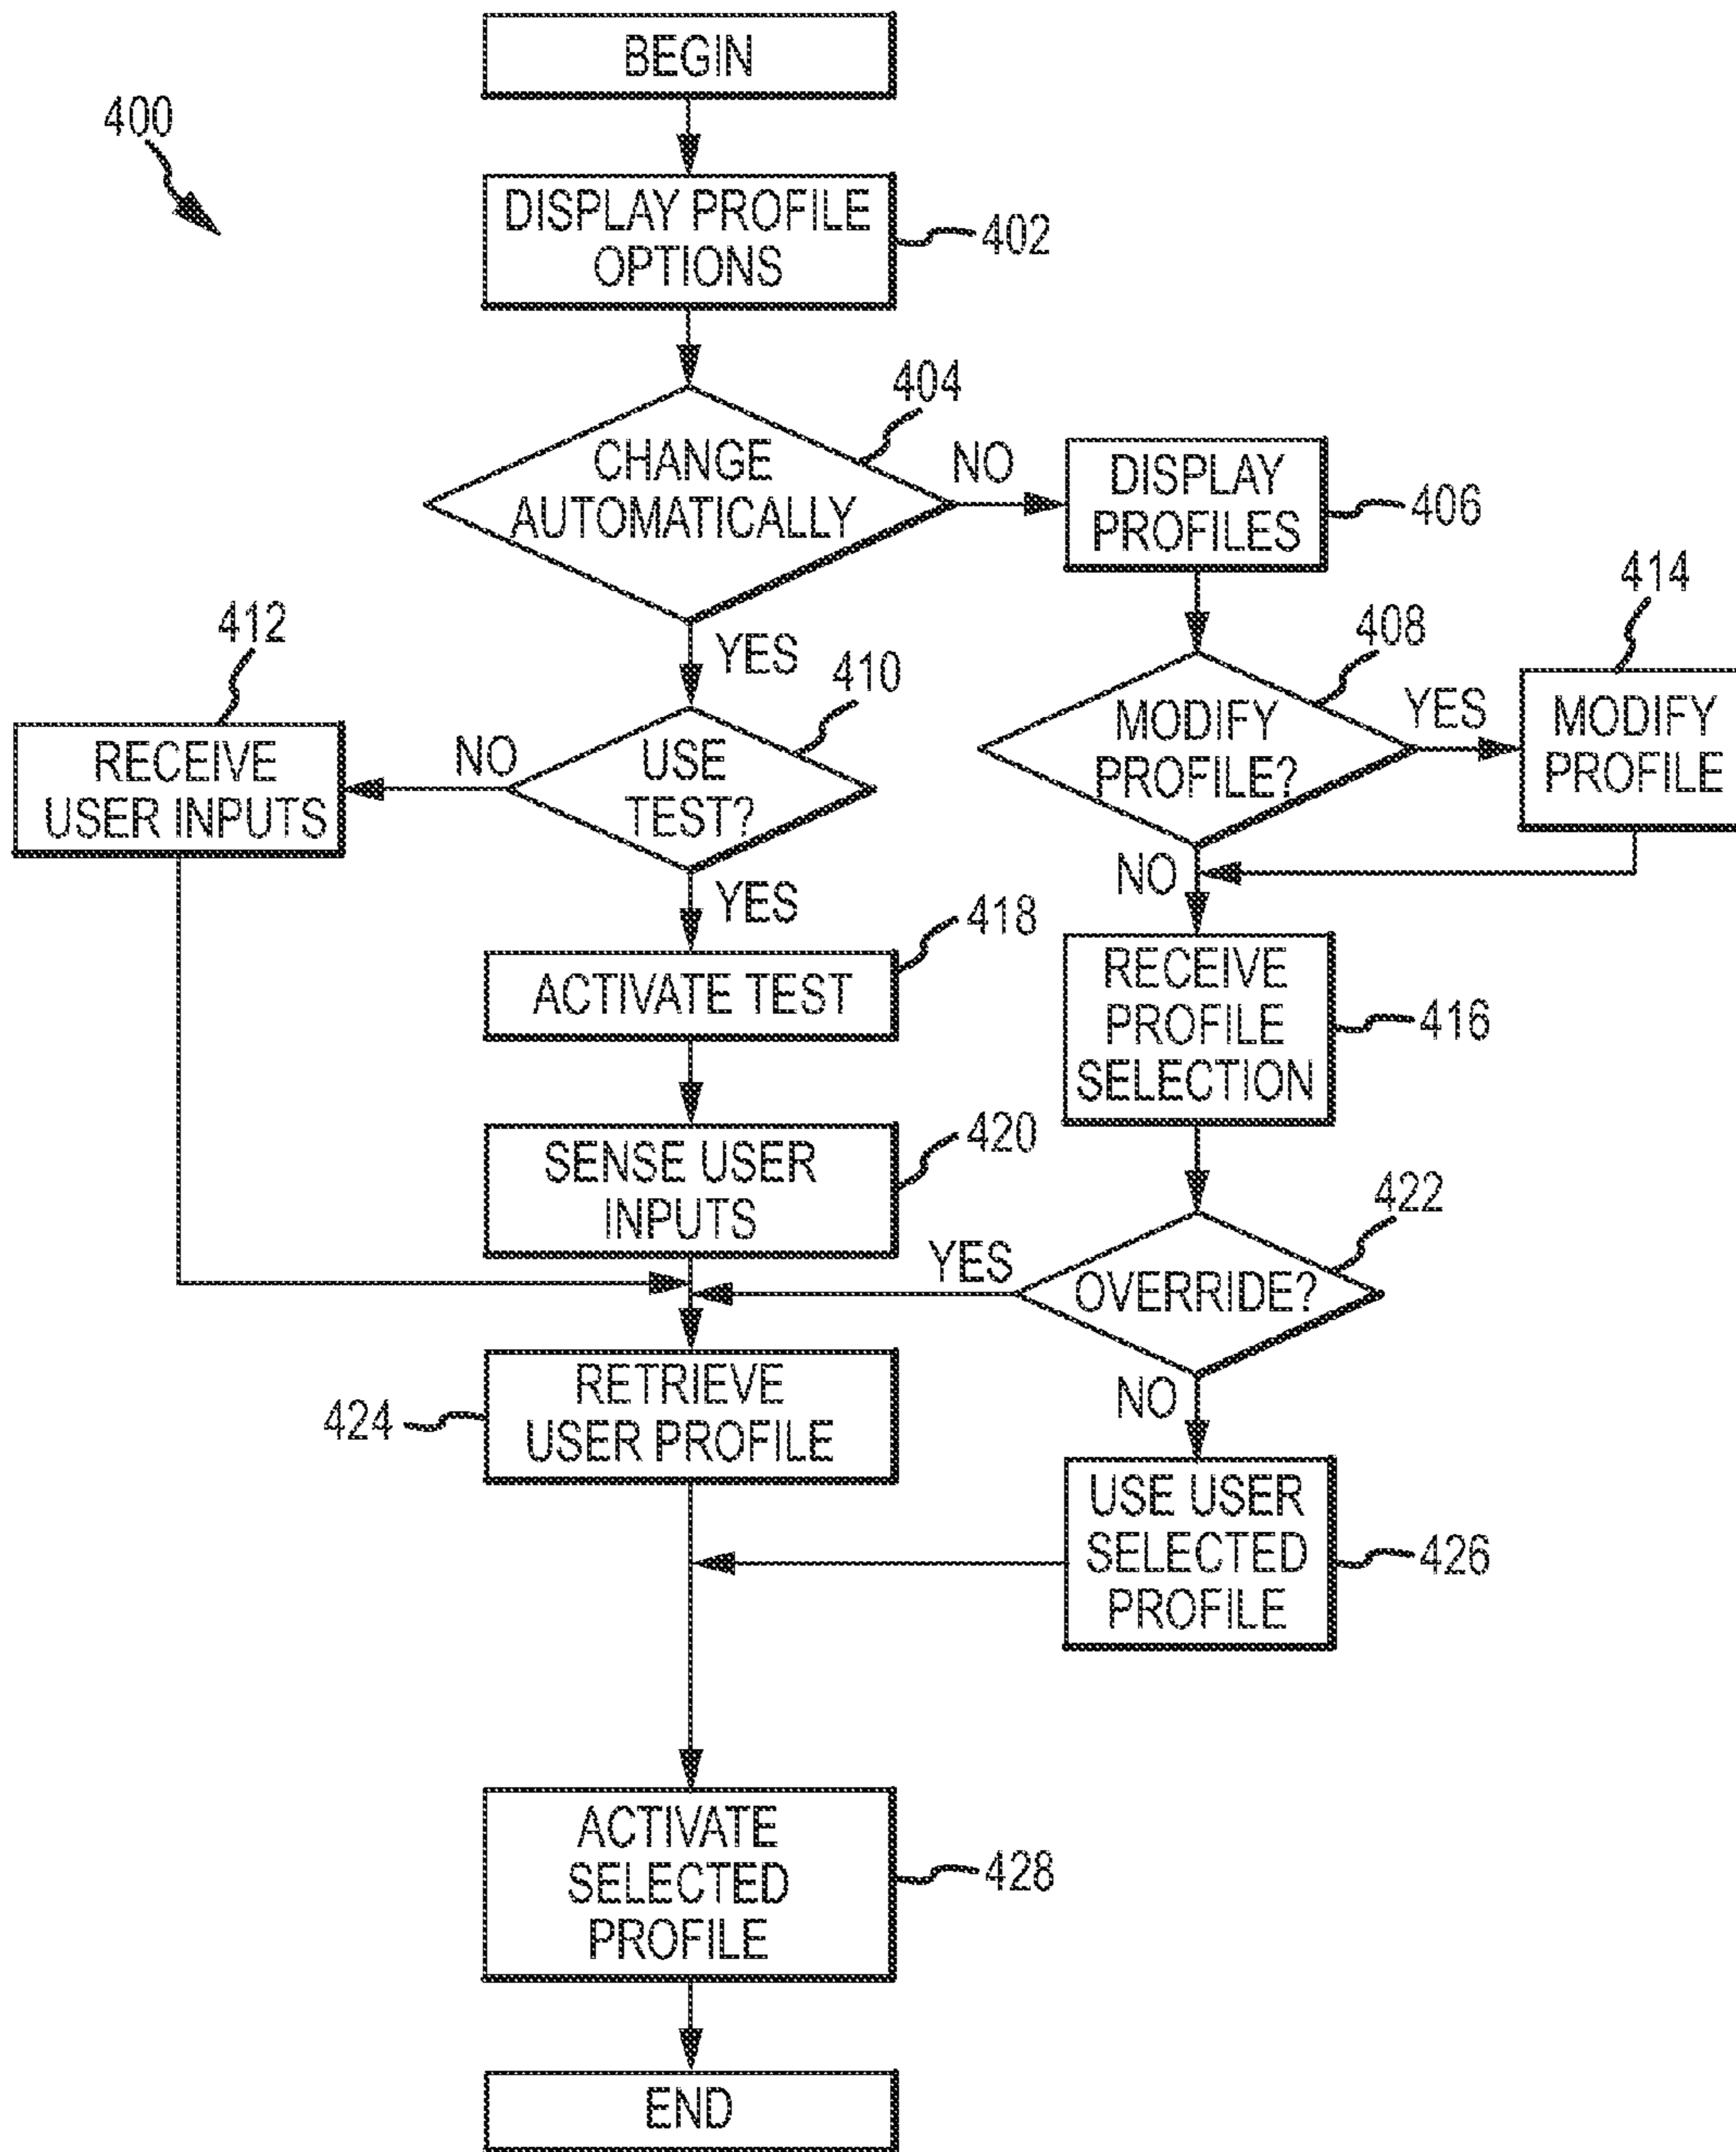 BEGIN
400
DISPLAY PROFILE
OPTIONS
402
404
CHANGE
AUTOMATICALLY
NO
DISPLAY
PROFILES
406
YES
412
410
408
414
RECEIVE
USER INPUTS
NO
USE
TEST?
MODIFY
PROFILE?
YES
MODIFY
PROFILE
YES
NO
418
ACTIVATE TEST
RECEIVE
PROFILE
SELECTION
416
420
SENSE USER
INPUTS
422
YES
OVERRIDE?
NO
424
RETRIEVE
USER PROFILE
USE USER
SELECTED
PROFILE
426
ACTIVATE
SELECTED
PROFILE
428
END